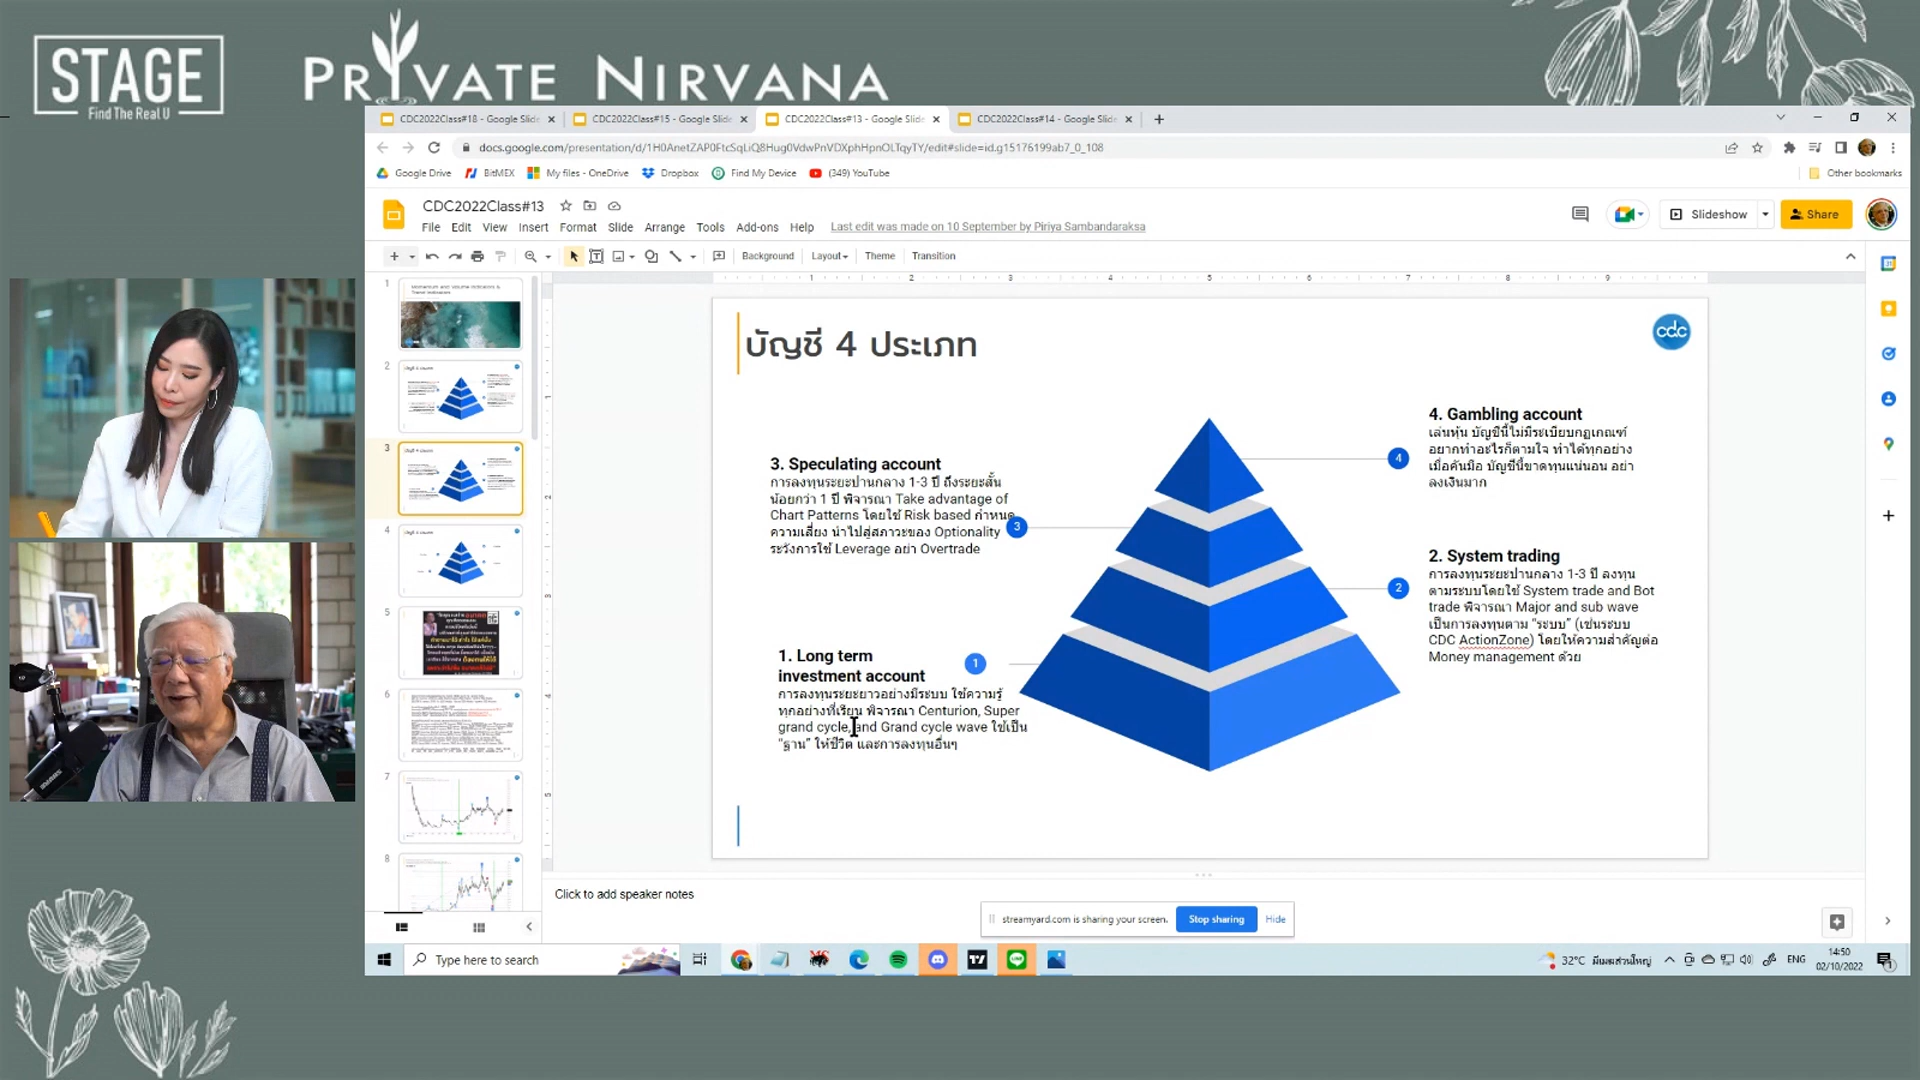 STAGE
Find The Real U
PRIVATE NIRVANA
CDC2022Class#18 - Google Slide
CDC2022Class#15 - Google Slide
CDC2022Class#13 - Google Slide
CDC2022Class#14 - Google Slide
docs.google.com/presentation/d/1H0AnetZAP0FtcSqLiQ8Hug0VdwPnVDXphHpnOLTqyTY/edit#slide=id.g15176199ab7_0_108
Google Drive
BitMEX
My files - OneDrive
Dropbox
Find My Device
(349) YouTube
Other bookmarks
CDC2022Class#13
File Edit View Insert Format Slide Arrange Tools Add-ons Help
Last edit was made on 10 September by Piriya Sambandaraksa
Slideshow
Share
Background Layout Theme Transition
บัญชี 4 ประเภท
cdc
3. Speculating account
การลงทุนระยะปานกลาง 1-3 ปี ถึงระยะสั้น
น้อยกว่า 1 ปี พิจารณา Take advantage of
Chart Patterns โดยใช้ Risk based กำหนด
ความเสี่ยง นำไปสู่สภาวะของ Optionality
ระวังการใช้ Leverage อย่า Overtrade
3
1. Long term
investment account
การลงทุนระยะยาวอย่างมีระบบ ใช้ความรู้
ทุกอย่างที่เรียน พิจารณา Centurion, Super
grand cycle, and Grand cycle wave ใช้เป็น
“ฐาน” ให้ชีวิต และการลงทุนอื่นๆ
1
4. Gambling account
เล่นหุ้น บัญชีนี้ไม่มีระเบียบกฏเกณฑ์
อยากทำอะไรก็ตามใจ ทำได้ทุกอย่าง
เมื่อคันมือ บัญชีนี้ขาดทุนแน่นอน อย่า
ลงเงินมาก
4
2. System trading
การลงทุนระยะปานกลาง 1-3 ปี ลงทุน
ตามระบบโดยใช้ System trade and Bot
trade พิจารณา Major and sub wave
เป็นการลงทุนตาม “ระบบ” (เช่นระบบ
CDC ActionZone) โดยให้ความสำคัญต่อ
Money management ด้วย
2
Click to add speaker notes
streamyard.com is sharing your screen.
Stop sharing
Hide
Type here to search
32°C มีเมฆส่วนใหญ่
ENG
14:50
02/10/2022